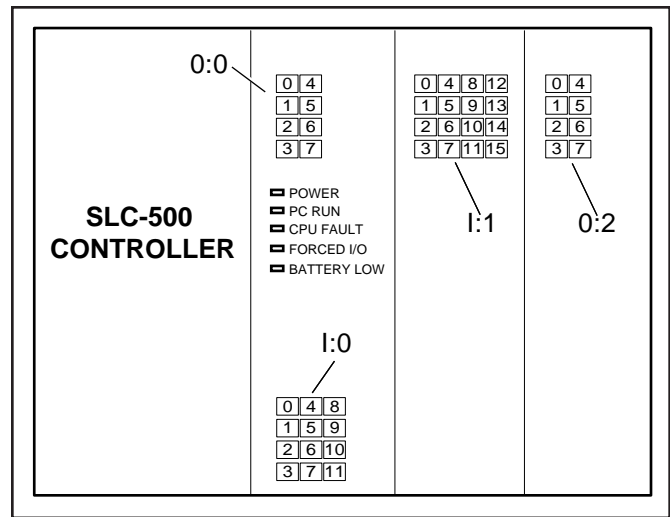 0:0
0 4
1 5
2 6
3 7
0 4 8 12
1 5 9 13
2 6 10 14
3 7 11 15
0 4
1 5
2 6
3 7
POWER
PC RUN
CPU FAULT
FORCED I/O
BATTERY LOW
SLC-500
CONTROLLER
I:1
0:2
I:0
0 4 8
1 5 9
2 6 10
3 7 11